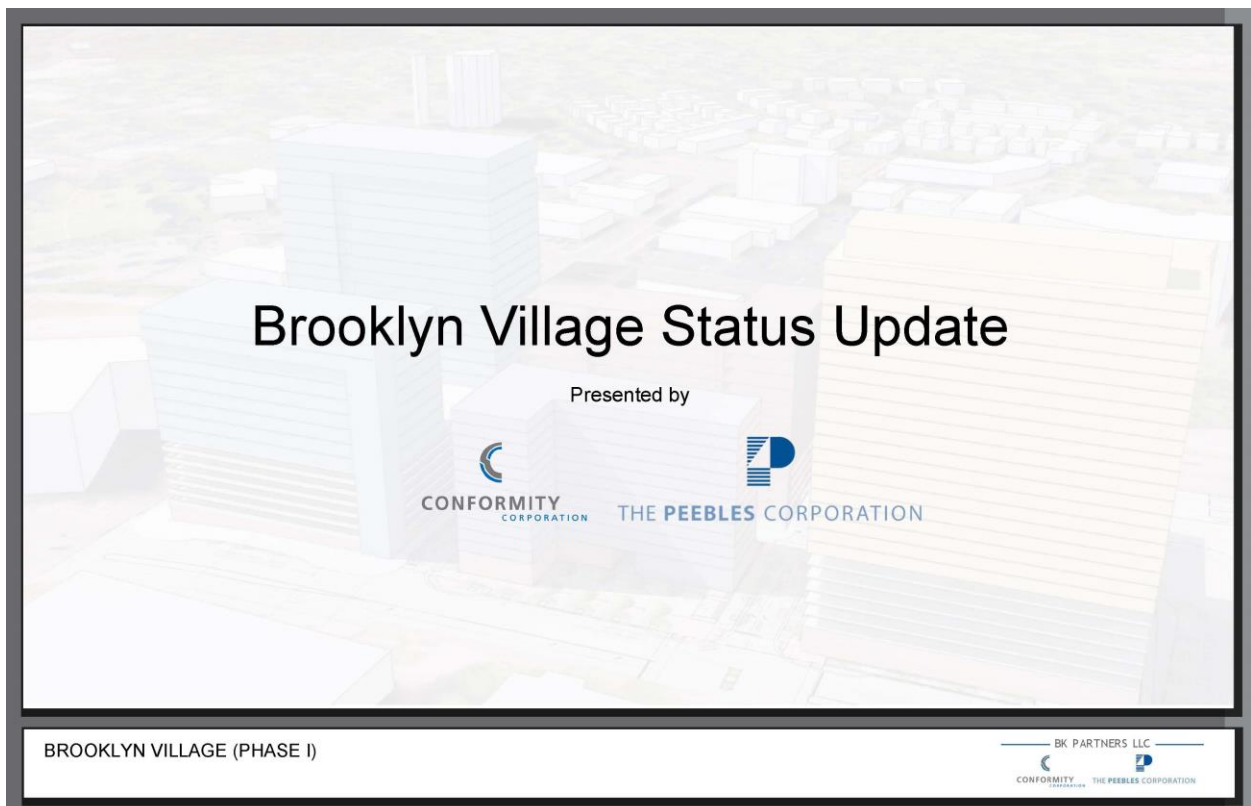 Brooklyn Village Status Update
Presented by
CONFORMITY
CORPORATION
THE PEEBLES CORPORATION
BROOKLYN VILLAGE (PHASE I)
BK PARTNERS LLC
CONFORMITY
CORPORATION
THE PEEBLES CORPORATION